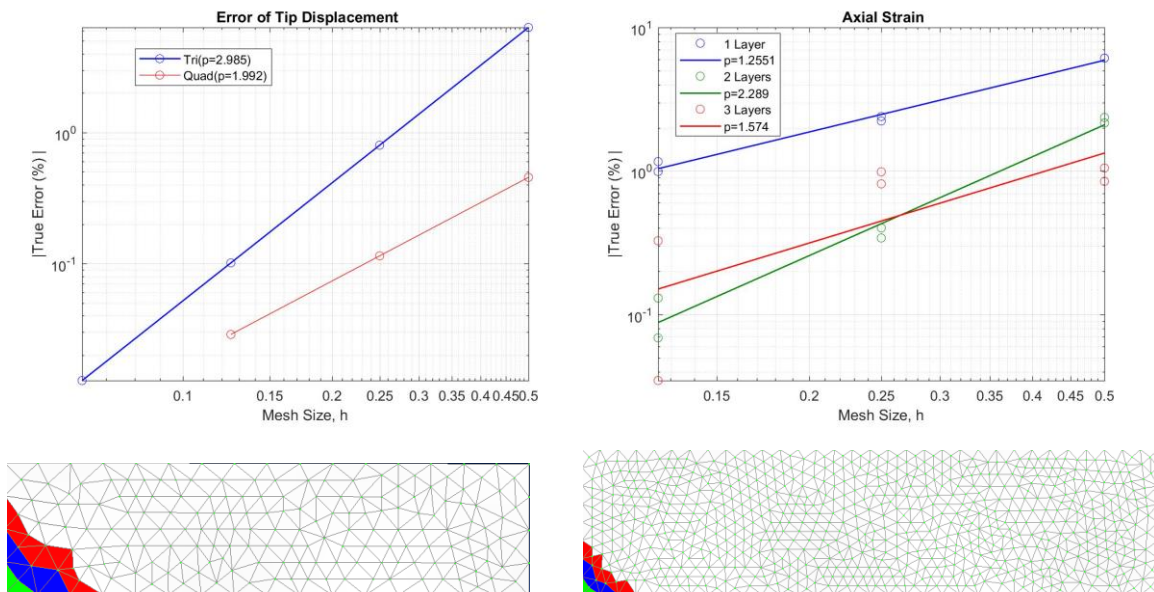 Error of Tip Displacement
Tri(p=2.985)
Quad(p=1.992)
|True Error (%) |
10^0
10^-1
0.1 0.2 0.25 0.3 0.35 0.4 0.45 0.5
Mesh Size, h
Axial Strain
1 Layer
p=1.2551
2 Layers
p=2.289
3 Layers
p=1.574
|True Error (%) |
10^1
10^0
10^-1
0.15 0.2 0.25 0.3 0.35 0.4 0.45 0.5
Mesh Size, h